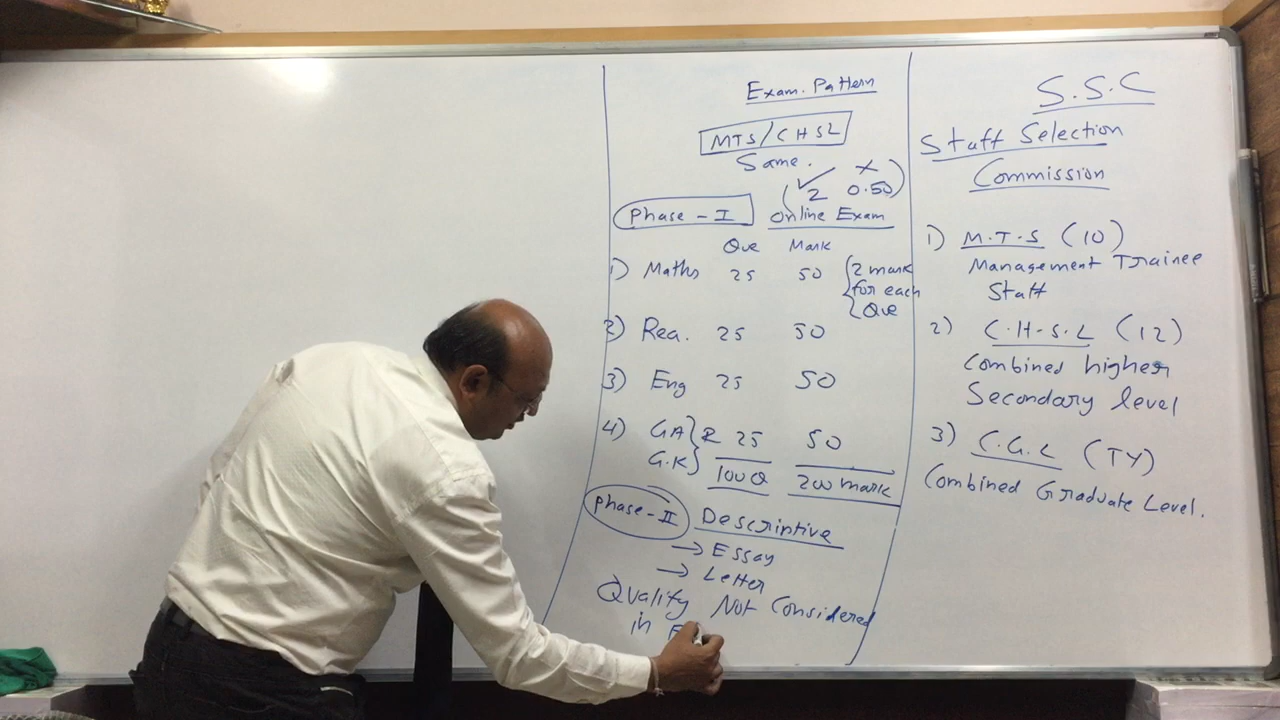 S.S.C
Staff Selection
Commission
1) M.T.S (10)
Management Trainee
Staff
2) C.H.S.L (12)
Combined higher
Secondary level
3) C.G.L (TY)
Combined Graduate Level.
Exam. Pattern
MTS/CHSL
Same.
(✓ ×)
2 0.50
Phase-I Online Exam
Que Mark
1) Maths 25 50 {2 mark
for each
Que
2) Rea. 25 50
3) Eng 25 50
4) GA } R 25 50
G.K 100Q 200 mark
Phase-II Descriptive
→ Essay
→ Letter
Qualify Not Considered
in